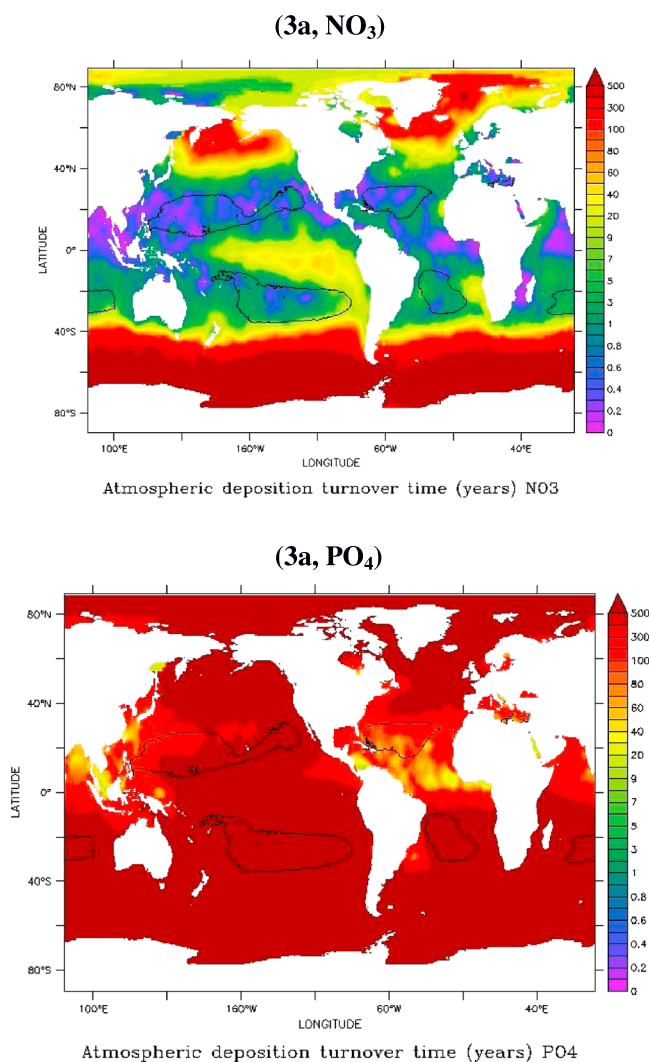 (3a, NO3)
80°N
40°N
0°
40°S
80°S
LATITUDE
100°E
160°W
60°W
40°E
LONGITUDE
500
300
100
80
60
40
20
9
7
5
3
1
0.8
0.6
0.4
0.2
0
Atmospheric deposition turnover time (years) NO3
(3a, PO4)
80°N
40°N
0°
40°S
80°S
LATITUDE
100°E
160°W
60°W
40°E
LONGITUDE
500
300
100
80
60
40
20
9
7
5
3
1
0.8
0.6
0.4
0.2
0
Atmospheric deposition turnover time (years) PO4